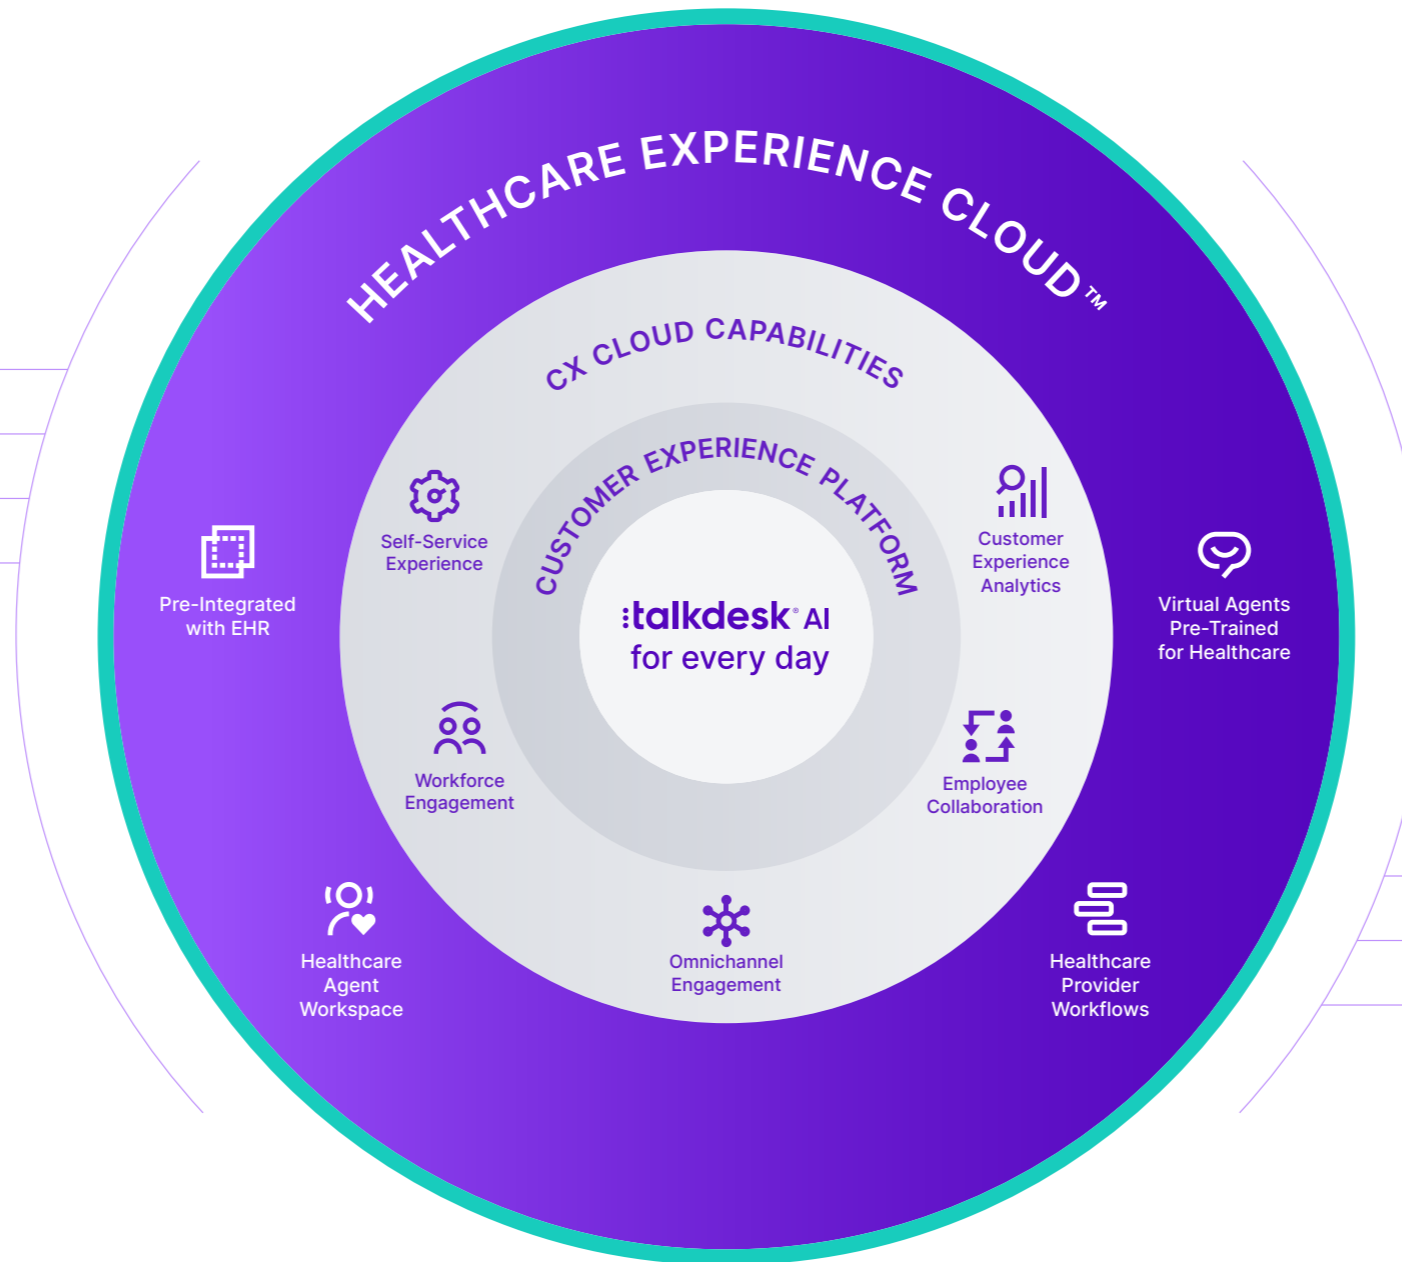 HEALTHCARE EXPERIENCE CLOUD™
CX CLOUD CAPABILITIES
CUSTOMER EXPERIENCE PLATFORM
talkdesk® AI
for every day
Self-Service
Experience
Customer
Experience
Analytics
Workforce
Engagement
Employee
Collaboration
Omnichannel
Engagement
Pre-Integrated
with EHR
Virtual Agents
Pre-Trained
for Healthcare
Healthcare
Agent
Workspace
Healthcare
Provider
Workflows